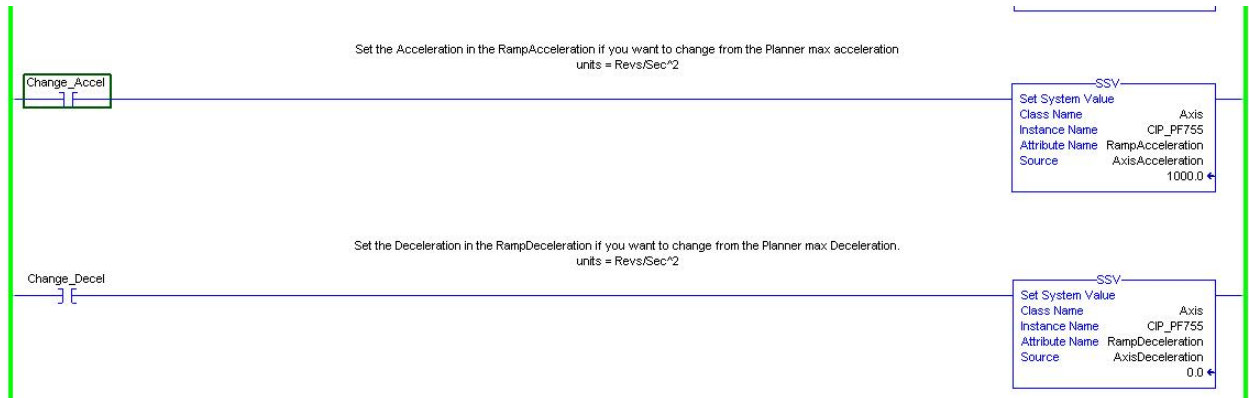 Set the Acceleration in the RampAcceleration if you want to change from the Planner max acceleration
units = Revs/Sec^2
Change_Accel
SSV
Set System Value
Class Name Axis
Instance Name CIP_PF755
Attribute Name RampAcceleration
Source AxisAcceleration
1000.0
Set the Deceleration in the RampDeceleration if you want to change from the Planner max Deceleration.
units = Revs/Sec^2
Change_Decel
SSV
Set System Value
Class Name Axis
Instance Name CIP_PF755
Attribute Name RampDeceleration
Source AxisDeceleration
0.0